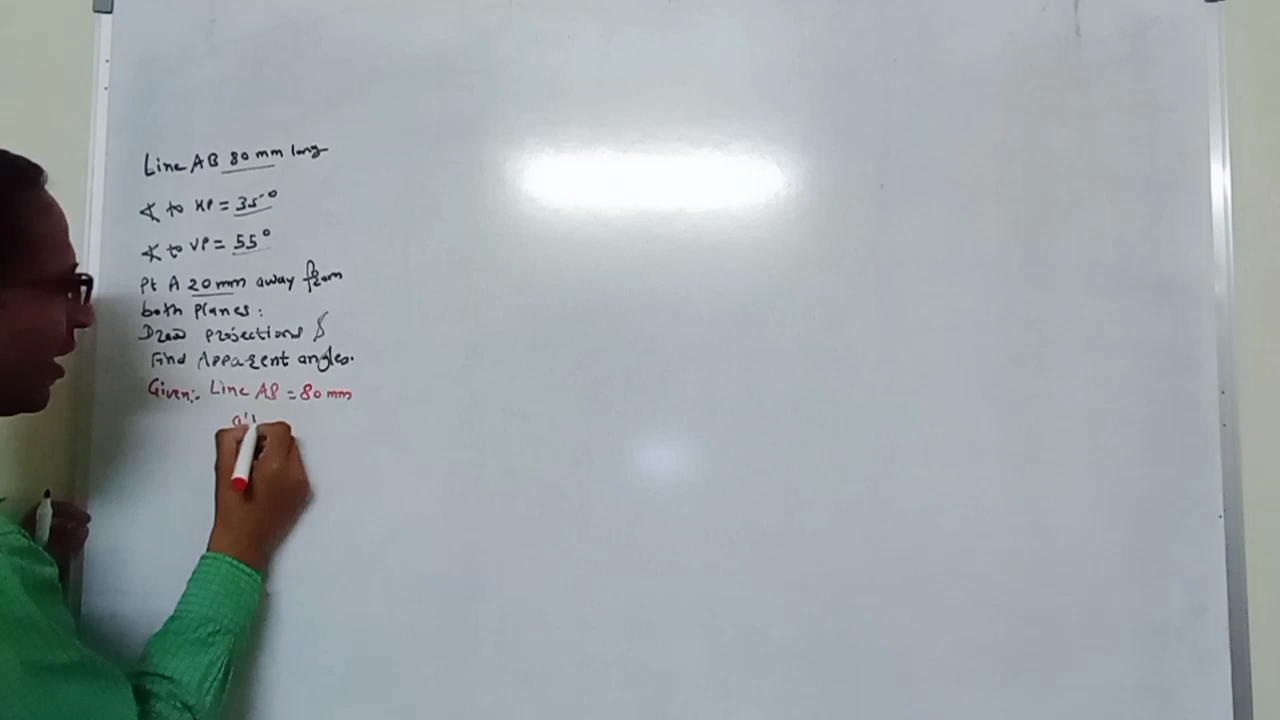 Line AB 80 mm long
∡ to HP = 35°
∡ to VP = 55°
Pt A 20 mm away from
both planes:
Draw projections &
Find Apparent angles.
Given:- Line AB = 80 mm
a'b